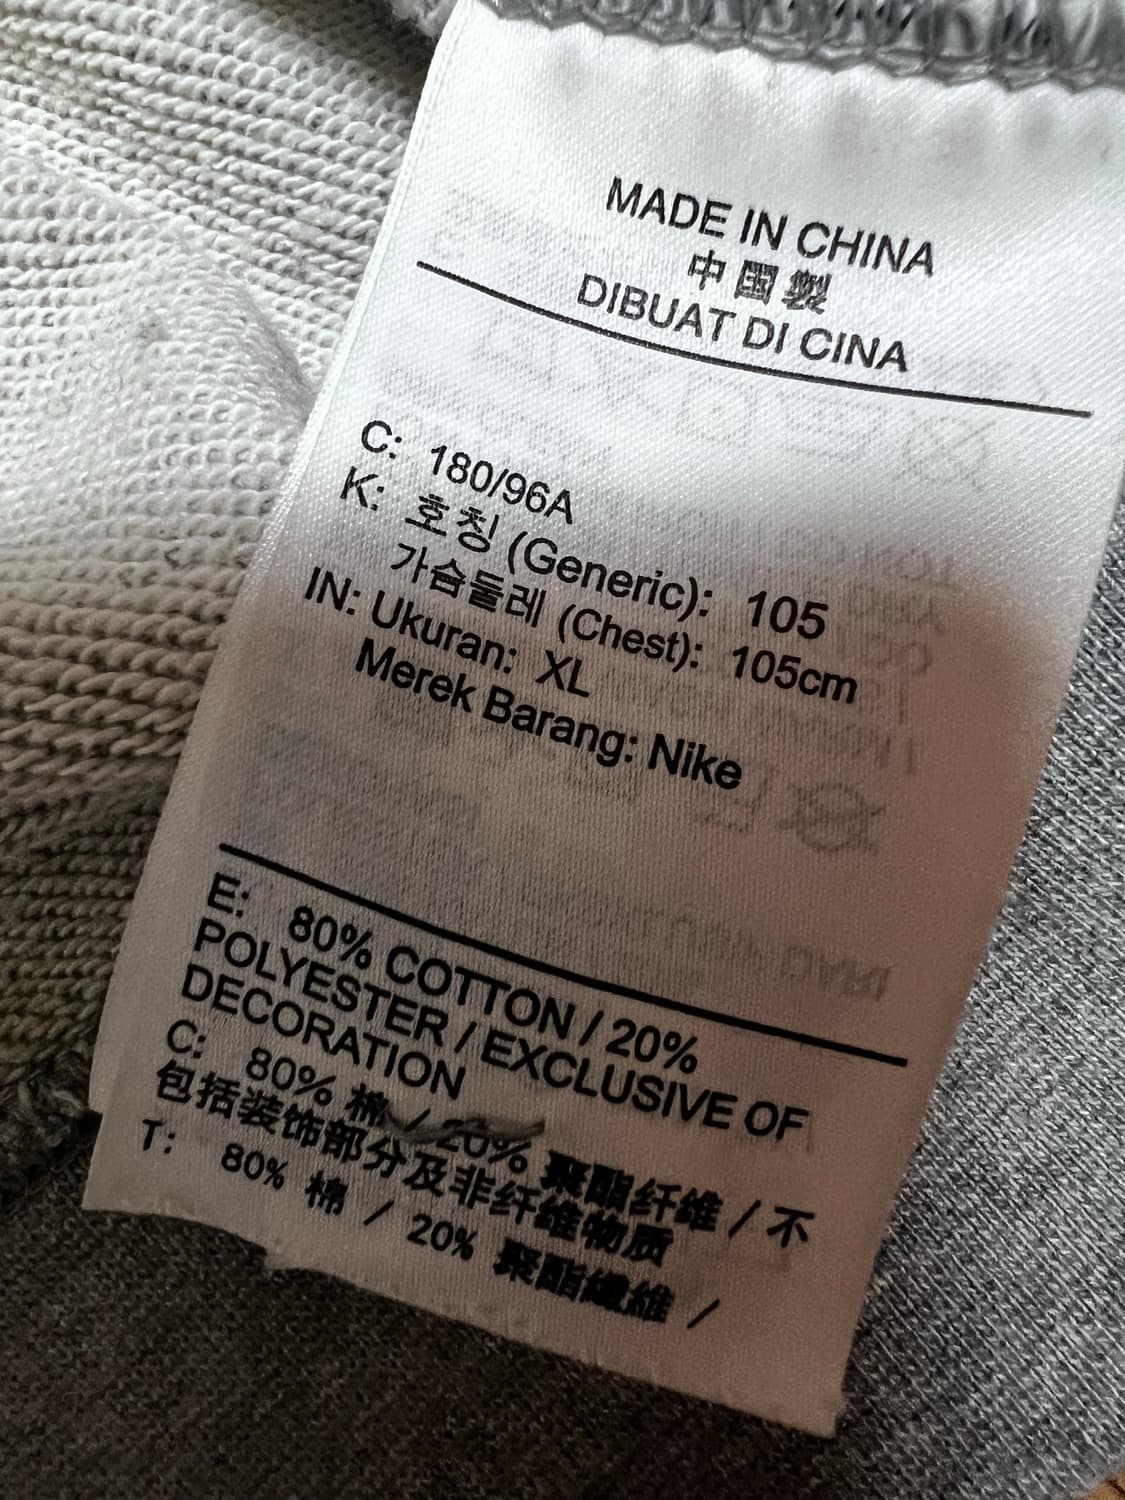 MADE IN CHINA
中国製
DIBUAT DI CINA
C: 180/96A
K: 호칭 (Generic): 105
가슴둘레 (Chest): 105cm
IN: Ukuran: XL
Merek Barang: Nike
E: 80% COTTON / 20%
POLYESTER / EXCLUSIVE OF
DECORATION
C: 80% 棉 / 20% 聚酯纤维 / 不
包括装饰部分及非纤维物质
T: 80% 棉 / 20% 聚酯纖維 /